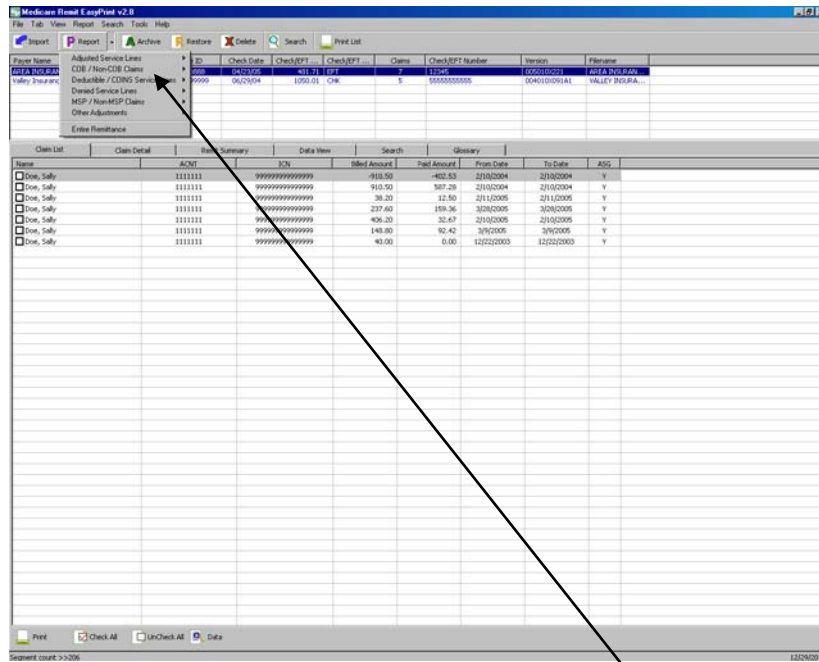 Medicare Remit EasyPrint v2.8
File Tab View Report Search Tools Help
Import Report Archive Restore Delete Search Print List
Payer Name ID Check Date Check/EFT ... Check/EFT ... Claims Check/EFT Number Version Filename
AREA INSURAN 04/23/05 481.71 EFT 7 12345 005010X221 AREA INSURAN...
Valley Insuranc 99999 06/29/04 1050.01 CHK 5 004010X091A1 VALLEY INSURA...
Adjusted Service Lines
COB / Non-COB Claims
Deductible / COINS Service Lines
Denied Service Lines
MSP / Non-MSP Claims
Other Adjustments
Entire Remittance
Claim List Claim Detail Remit Summary Data View Search Glossary
Name ACNT ICN Billed Amount Paid Amount From Date To Date ASG
Doe, Sally 1111111 -910.50 -402.53 2/10/2004 2/10/2004 Y
Doe, Sally 1111111 910.50 587.28 2/10/2004 2/10/2004 Y
Doe, Sally 1111111 38.20 12.50 2/11/2005 2/11/2005 Y
Doe, Sally 1111111 237.60 159.36 3/28/2005 3/28/2005 Y
Doe, Sally 1111111 406.20 32.67 2/10/2005 2/10/2005 Y
Doe, Sally 1111111 148.80 92.42 3/9/2005 3/9/2005 Y
Doe, Sally 1111111 40.00 0.00 12/22/2003 12/22/2003 Y
Print Check All UnCheck All Data
Segment count >>206 12/29/20